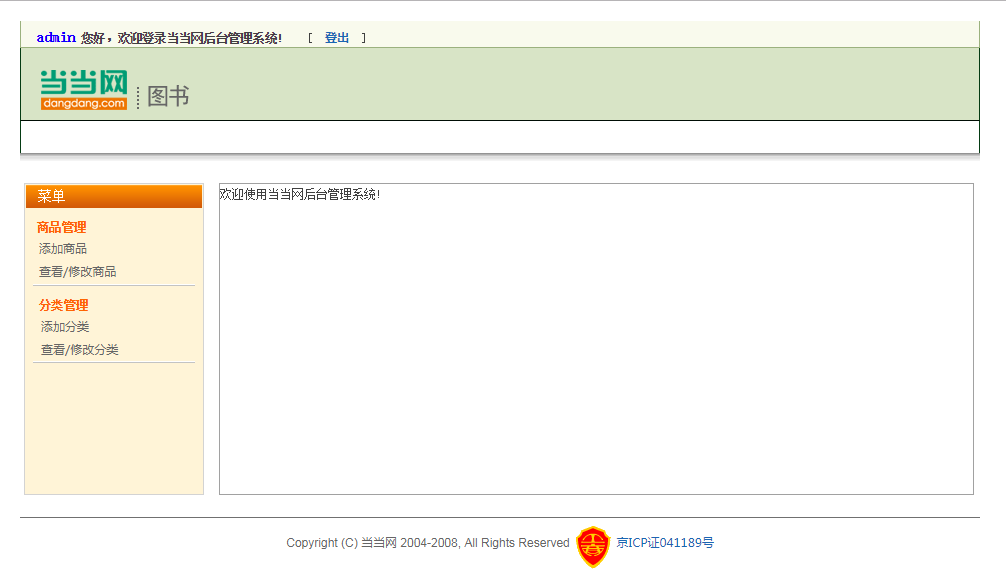 admin 您好，欢迎登录当当网后台管理系统! [ 登出 ]
当当网
dangdang.com
图书
菜单
商品管理
添加商品
查看/修改商品
分类管理
添加分类
查看/修改分类
欢迎使用当当网后台管理系统!
Copyright (C) 当当网 2004-2008, All Rights Reserved 京ICP证041189号